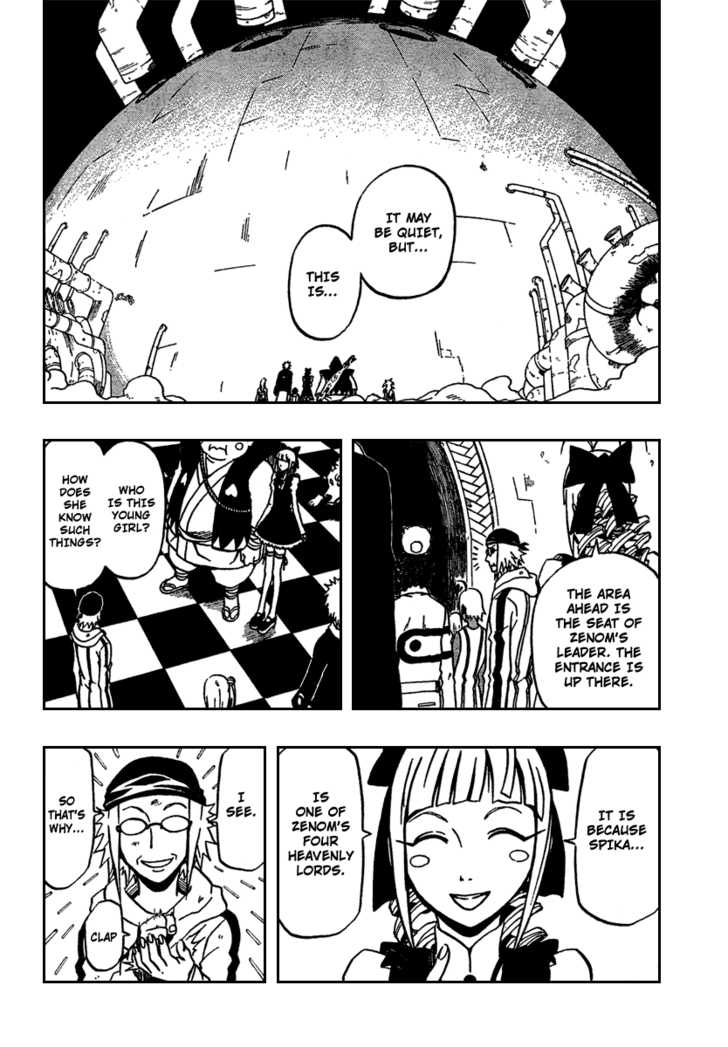 IT MAY
BE QUIET,
BUT...
THIS
IS...
THE AREA
AHEAD IS
THE SEAT OF
ZENOM'S
LEADER. THE
ENTRANCE IS
UP THERE.
WHO
IS THIS
YOUNG
GIRL?
HOW
DOES
SHE
KNOW
SUCH
THINGS?
IT IS
BECAUSE
SPIKA...
IS
ONE OF
ZENOM'S
FOUR
HEAVENLY
LORDS.
I
SEE.
SO
THAT'S
WHY...
CLAP